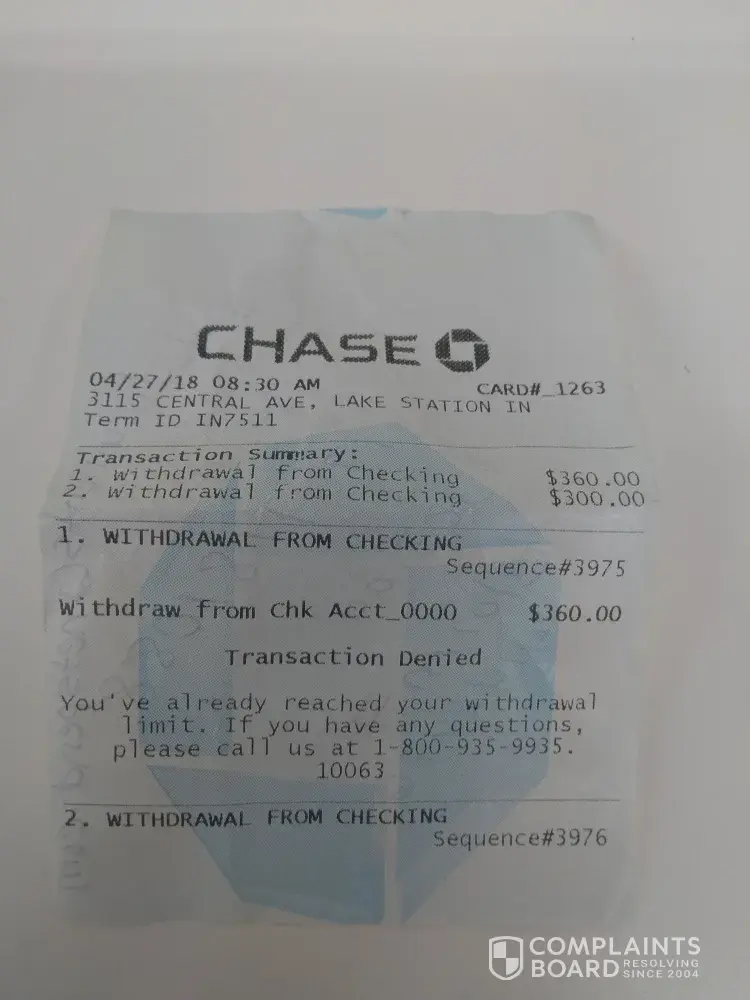 CHASE
04/27/18 08:30 AM CARD#_1263
3115 CENTRAL AVE, LAKE STATION IN
Term ID IN7511
Transaction Summary:
1. Withdrawal from Checking $360.00
2. Withdrawal from Checking $300.00
1. WITHDRAWAL FROM CHECKING
Sequence#3975
Withdraw from Chk Acct_0000 $360.00
Transaction Denied
You've already reached your withdrawal
limit. If you have any questions,
please call us at 1-800-935-9935.
10063
2. WITHDRAWAL FROM CHECKING
Sequence#3976
COMPLAINTS
BOARD RESOLVING
SINCE 2004